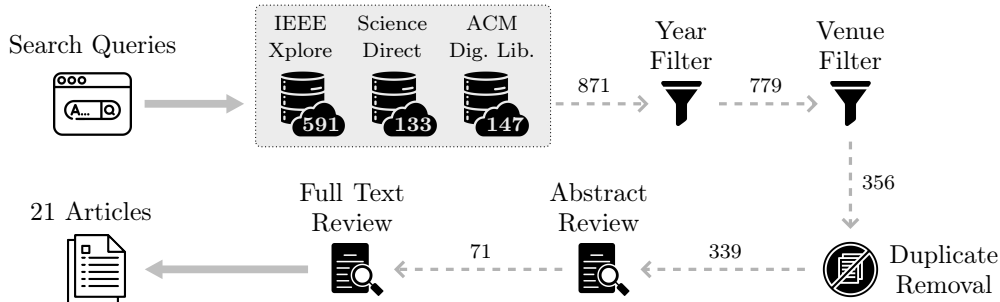 Search Queries
A...
IEEE
Xplore
591
Science
Direct
133
ACM
Dig. Lib.
147
871
Year
Filter
779
Venue
Filter
356
Duplicate
Removal
339
Abstract
Review
71
Full Text
Review
21 Articles